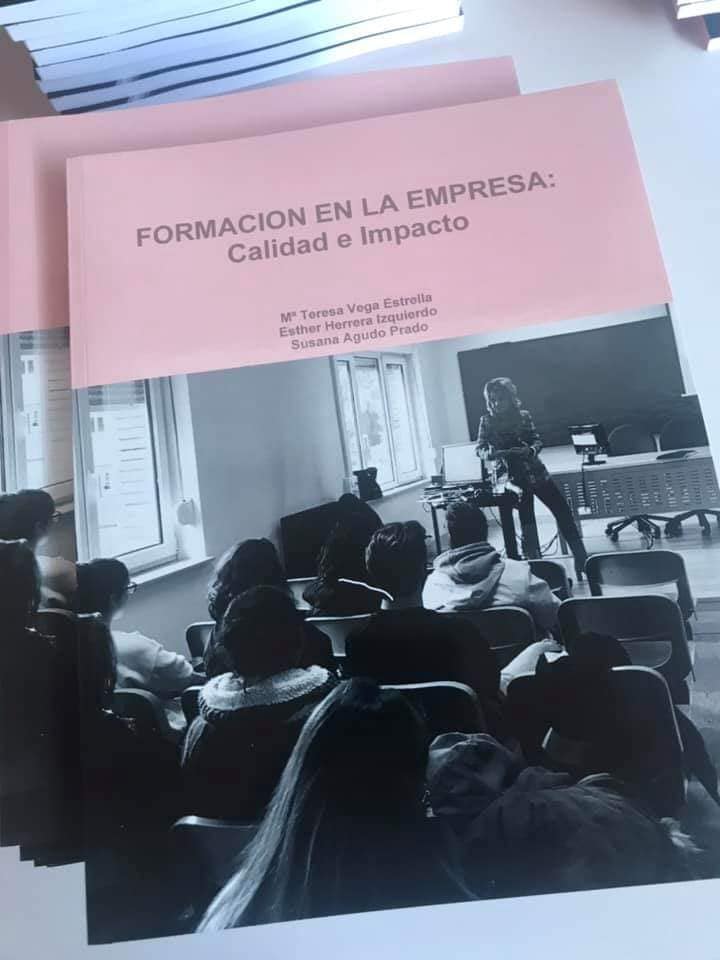 FORMACION EN LA EMPRESA:
Calidad e Impacto
Mª Teresa Vega Estrella
Esther Herrera Izquierdo
Susana Agudo Prado